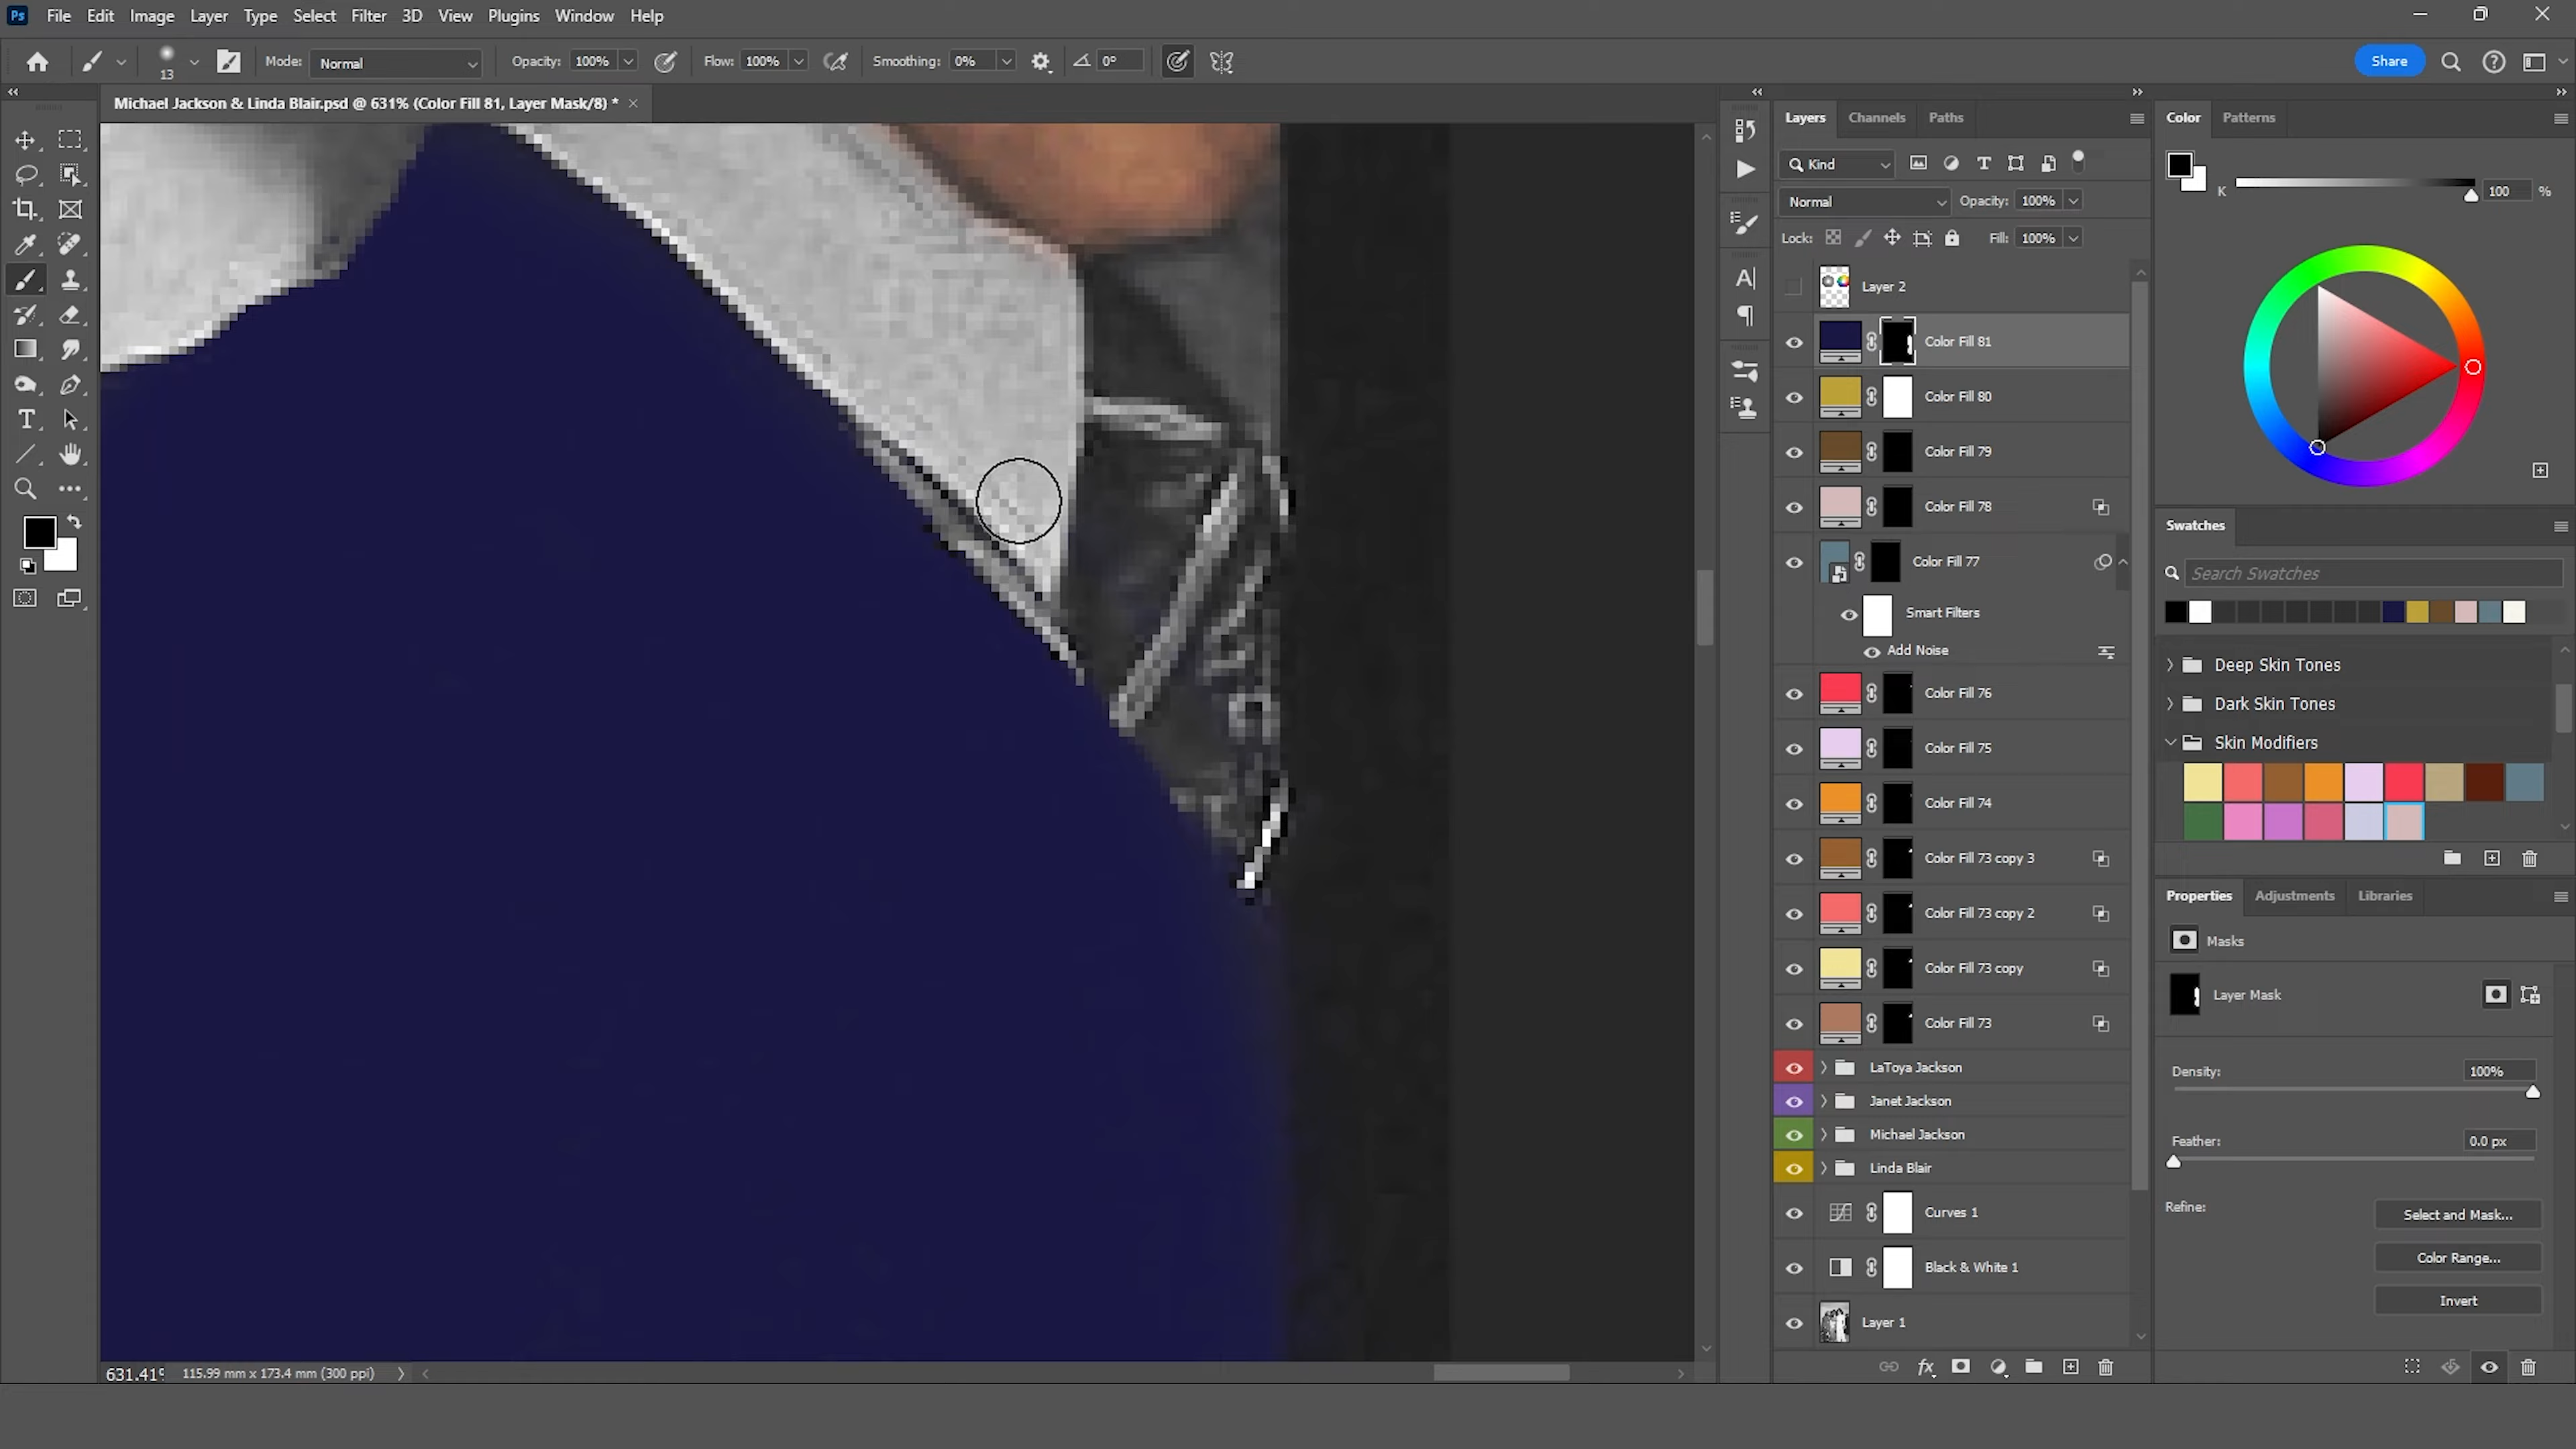 Ps File Edit Image Layer Type Select Filter 3D View Plugins Window Help
13 Mode: Normal Opacity: 100% Flow: 100% Smoothing: 0% 0° Share
Michael Jackson & Linda Blair.psd @ 631% (Color Fill 81, Layer Mask/8) * ×
Layers Channels Paths
Kind
Normal Opacity: 100%
Lock: Fill: 100%
Layer 2
Color Fill 81
Color Fill 80
Color Fill 79
Color Fill 78
Color Fill 77
Smart Filters
Add Noise
Color Fill 76
Color Fill 75
Color Fill 74
Color Fill 73 copy 3
Color Fill 73 copy 2
Color Fill 73 copy
Color Fill 73
LaToya Jackson
Janet Jackson
Michael Jackson
Linda Blair
Curves 1
Black & White 1
Layer 1
fx
Color Patterns
K 100 %
Swatches
Search Swatches
Deep Skin Tones
Dark Skin Tones
Skin Modifiers
Properties Adjustments Libraries
Masks
Layer Mask
Density: 100%
Feather: 0.0 px
Refine:
Select and Mask...
Color Range...
Invert
631.41% 115.99 mm x 173.4 mm (300 ppi)